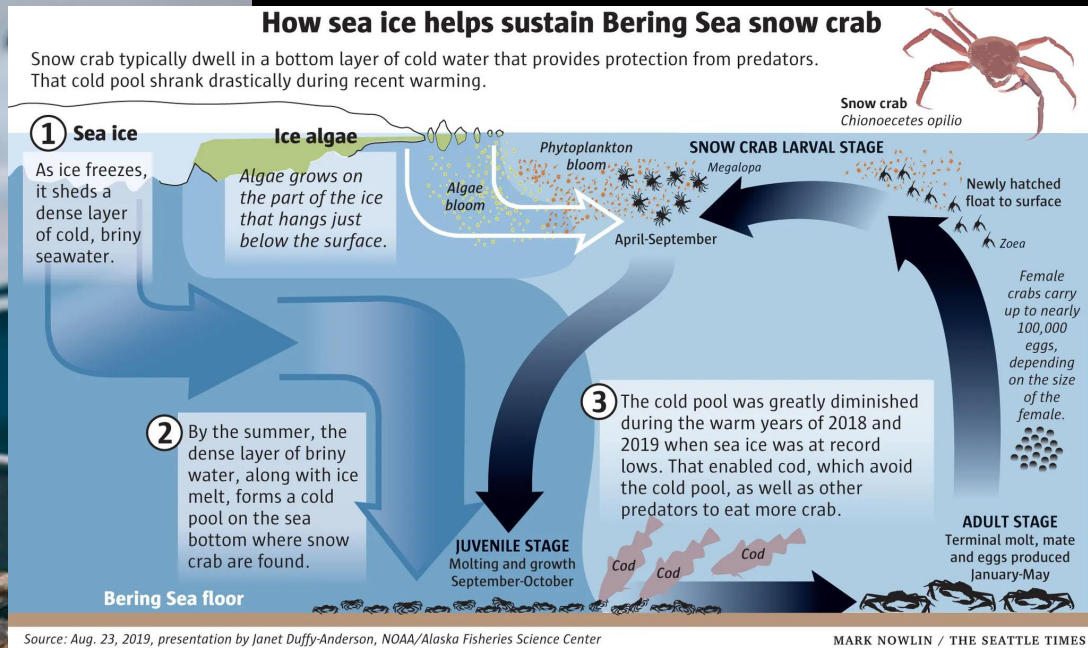 How sea ice helps sustain Bering Sea snow crab
Snow crab typically dwell in a bottom layer of cold water that provides protection from predators.
That cold pool shrank drastically during recent warming.
Snow crab
Chionoecetes opilio
1 Sea ice
As ice freezes,
it sheds a
dense layer
of cold, briny
seawater.
Ice algae
Algae grows on
the part of the ice
that hangs just
below the surface.
Algae
bloom
Phytoplankton
bloom
SNOW CRAB LARVAL STAGE
Megalopa
April-September
Newly hatched
float to surface
Zoea
Female
crabs carry
up to nearly
100,000
eggs,
depending
on the size
of the
female.
2 By the summer, the
dense layer of briny
water, along with ice
melt, forms a cold
pool on the sea
bottom where snow
crab are found.
3 The cold pool was greatly diminished
during the warm years of 2018 and
2019 when sea ice was at record
lows. That enabled cod, which avoid
the cold pool, as well as other
predators to eat more crab.
JUVENILE STAGE
Molting and growth
September-October
Cod
Cod
Cod
ADULT STAGE
Terminal molt, mate
and eggs produced
January-May
Bering Sea floor
Source: Aug. 23, 2019, presentation by Janet Duffy-Anderson, NOAA/Alaska Fisheries Science Center
MARK NOWLIN / THE SEATTLE TIMES